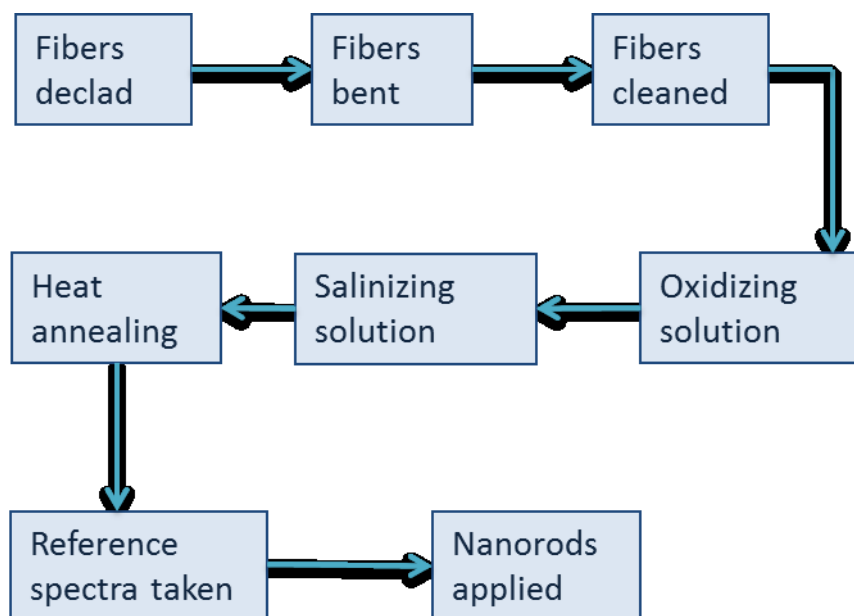 Fibers
declad
Fibers
bent
Fibers
cleaned
Oxidizing
solution
Salinizing
solution
Heat
annealing
Reference
spectra taken
Nanorods
applied